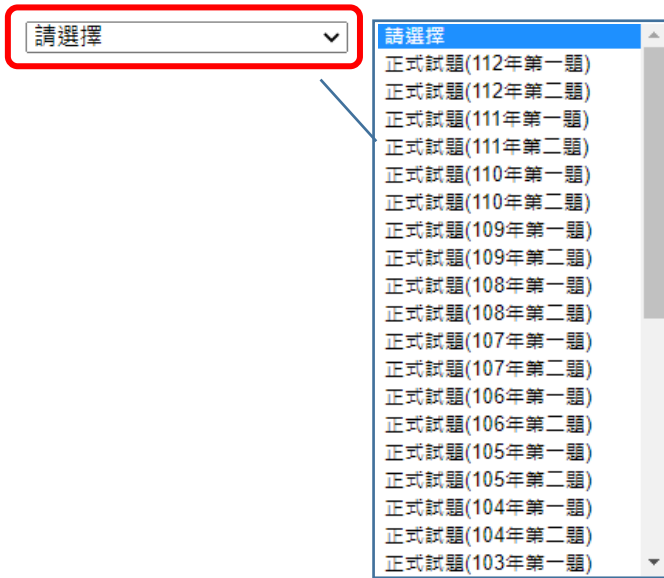 請選擇
請選擇
正式試題(112年第一題)
正式試題(112年第二題)
正式試題(111年第一題)
正式試題(111年第二題)
正式試題(110年第一題)
正式試題(110年第二題)
正式試題(109年第一題)
正式試題(109年第二題)
正式試題(108年第一題)
正式試題(108年第二題)
正式試題(107年第一題)
正式試題(107年第二題)
正式試題(106年第一題)
正式試題(106年第二題)
正式試題(105年第一題)
正式試題(105年第二題)
正式試題(104年第一題)
正式試題(104年第二題)
正式試題(103年第一題)